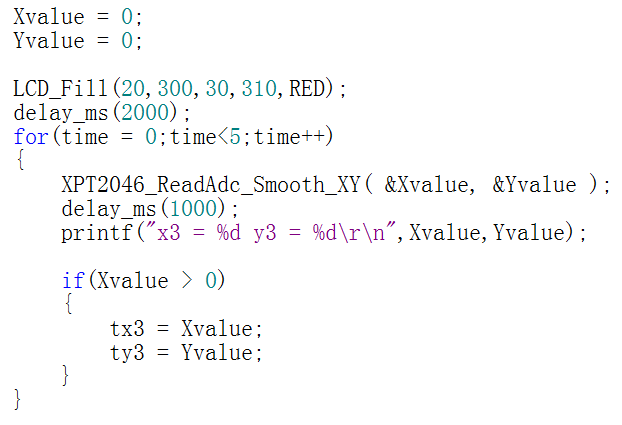 Xvalue = 0;
Yvalue = 0;
LCD_Fill(20,300,30,310,RED);
delay_ms(2000);
for(time = 0;time<5;time++)
{
XPT2046_ReadAdc_Smooth_XY( &Xvalue, &Yvalue );
delay_ms(1000);
printf("x3 = %d y3 = %d\r\n",Xvalue,Yvalue);
if(Xvalue > 0)
{
tx3 = Xvalue;
ty3 = Yvalue;
}
}